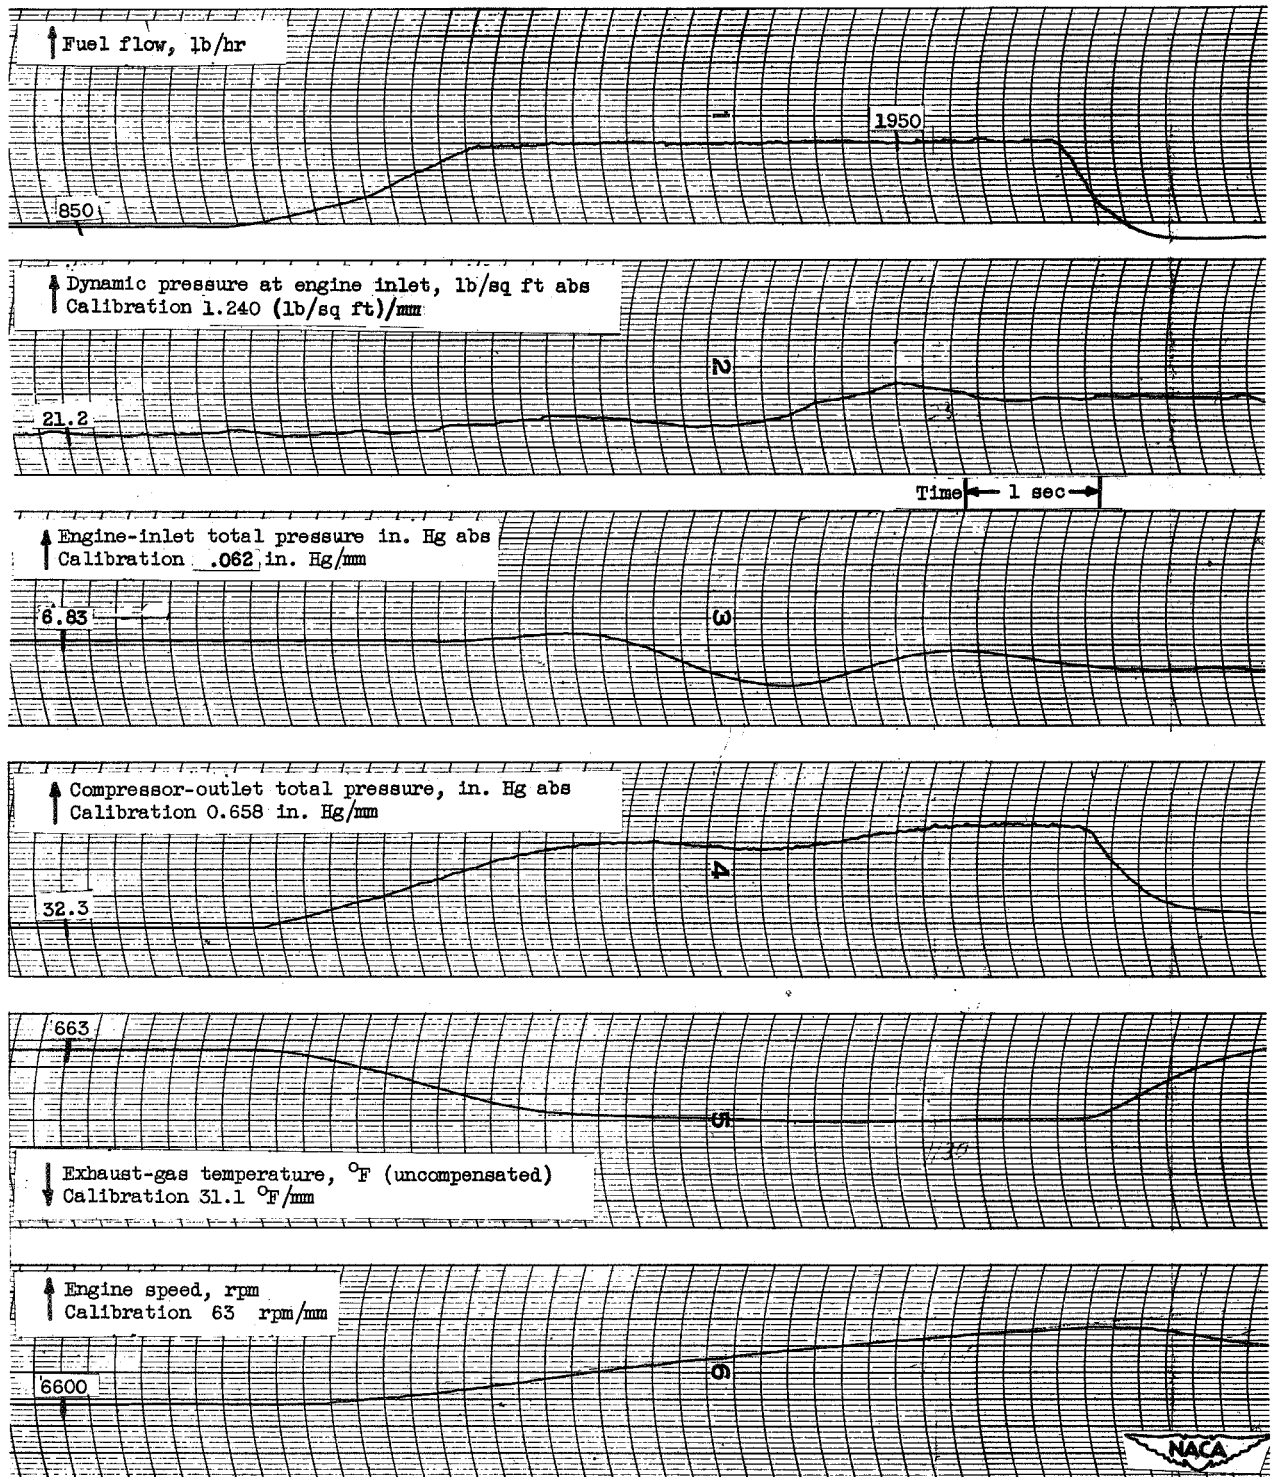 Fuel flow, lb/hr
1
1950
850
Dynamic pressure at engine inlet, lb/sq ft abs
Calibration 1.240 (lb/sq ft)/mm
2
21.2
23
Time 1 sec
Engine-inlet total pressure in. Hg abs
Calibration .062 in. Hg/mm
6.83
3
Compressor-outlet total pressure, in. Hg abs
Calibration 0.658 in. Hg/mm
4
32.3
663
5
Exhaust-gas temperature, °F (uncompensated)
Calibration 31.1 °F/mm
Engine speed, rpm
Calibration 63 rpm/mm
6
6600
NACA